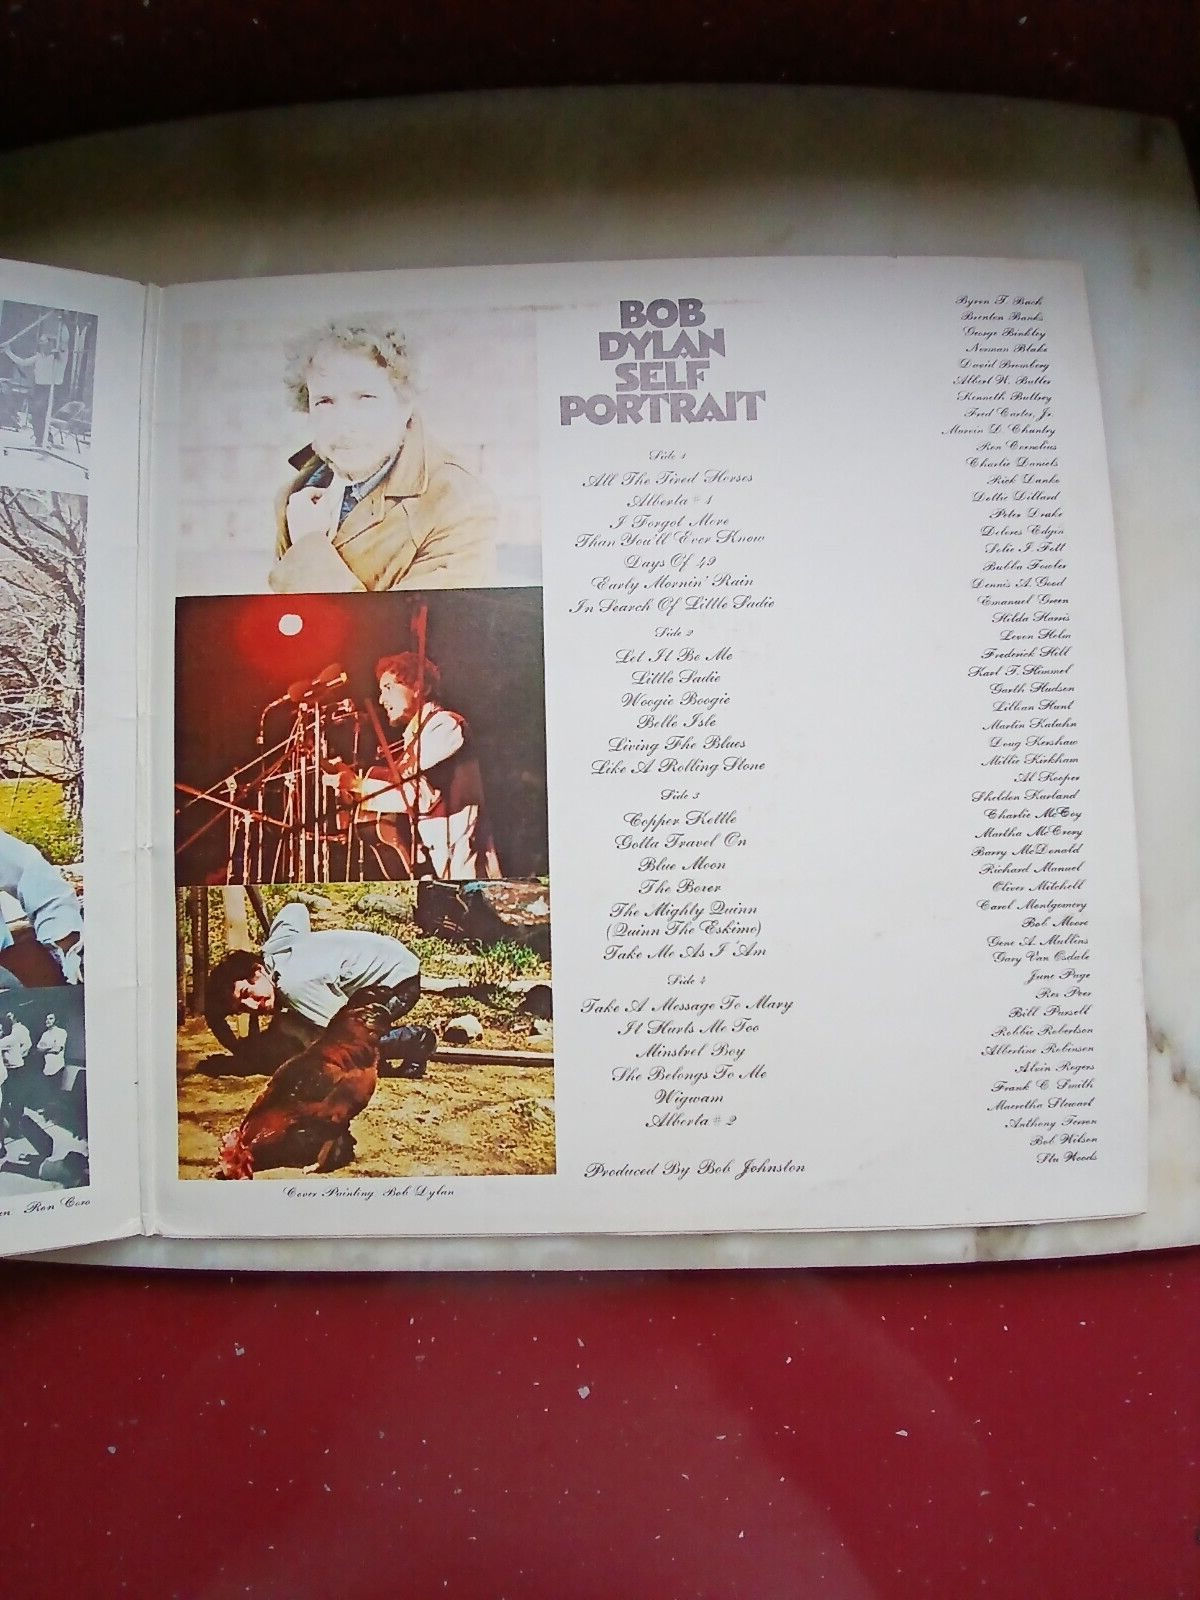 BOB
DYLAN
SELF
PORTRAIT
Side 1
All The Tired Horses
Alberta # 1
I Forgot More
Than You'll Ever Know
Days Of 49
Early Mornin' Rain
In Search Of Little Sadie
Side 2
Let It Be Me
Little Sadie
Woogie Boogie
Belle Isle
Living The Blues
Like A Rolling Stone
Side 3
Copper Kettle
Gotta Travel On
Blue Moon
The Boxer
The Mighty Quinn
(Quinn The Eskimo)
Take Me As I Am
Side 4
Take A Message To Mary
It Hurts Me Too
Minstrel Boy
She Belongs To Me
Wigwam
Alberta # 2
Produced By Bob Johnston
Byron T. Bach
Brenton Banks
George Binkley
Norman Blake
David Bromberg
Albert W. Butler
Kenneth Buttrey
Fred Carter, Jr.
Marvin D. Chantry
Ron Cornelius
Charlie Daniels
Rick Danko
Dottie Dillard
Peter Drake
Delores Edgin
Solie I. Fott
Bubba Fowler
Dennis A. Good
Emanuel Green
Hilda Harris
Levon Helm
Frederick Hill
Karl T. Himmel
Garth Hudson
Lillian Hunt
Martin Katahn
Doug Kershaw
Millie Kirkham
Al Kooper
Sheldon Kurland
Charlie McCoy
Martha McCrory
Barry McDonald
Richard Manuel
Oliver Mitchell
Carol Montgomery
Bob Moore
Gene A. Mullins
Gary Van Osdale
June Page
Rex Peer
Bill Pursell
Robbie Robertson
Albertine Robinson
Alvin Rogers
Frank C Smith
Maeretha Stewart
Anthony Terran
Bob Wilson
Stu Woods
Cover Painting Bob Dylan
Ron Coro